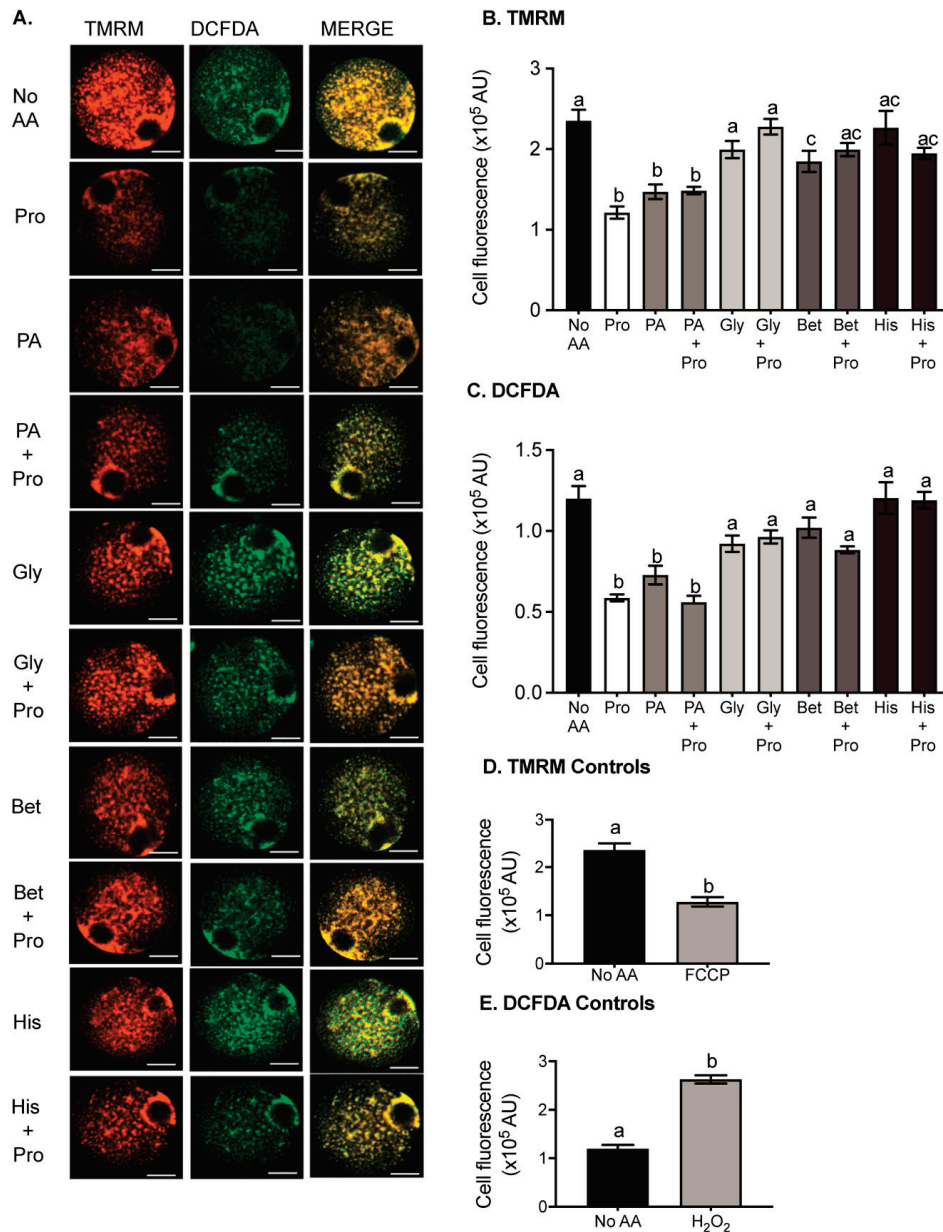 A.
TMRM DCFDA MERGE
No
AA
Pro
PA
PA
+
Pro
Gly
Gly
+
Pro
Bet
Bet
+
Pro
His
His
+
Pro
B. TMRM
Cell fluorescence (x10⁵ AU)
3
2
1
0
a b b b a a c ac ac ac
No Pro PA PA Gly Gly Bet Bet His His
AA + + + +
Pro Pro Pro Pro
C. DCFDA
Cell fluorescence (x10⁵ AU)
1.5
1.0
0.5
0.0
a b b b a a a a a a
No Pro PA PA Gly Gly Bet Bet His His
AA + + + +
Pro Pro Pro Pro
D. TMRM Controls
Cell fluorescence
(x10⁵ AU)
3
2
1
0
a b
No AA FCCP
E. DCFDA Controls
Cell fluorescence
(x10⁵ AU)
3
2
1
0
a b
No AA H₂O₂